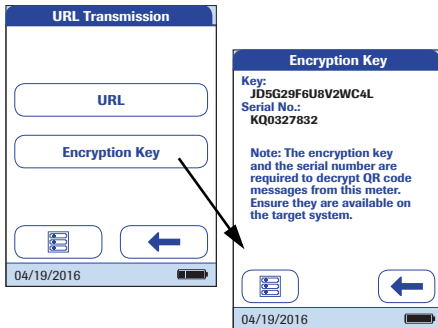 URL Transmission
URL
Encryption Key
04/19/2016
Encryption Key
Key:
JD5G29F6U8V2WC4L
Serial No.:
KQ0327832
Note: The encryption key
and the serial number are
required to decrypt QR code
messages from this meter.
Ensure they are available on
the target system.
04/19/2016